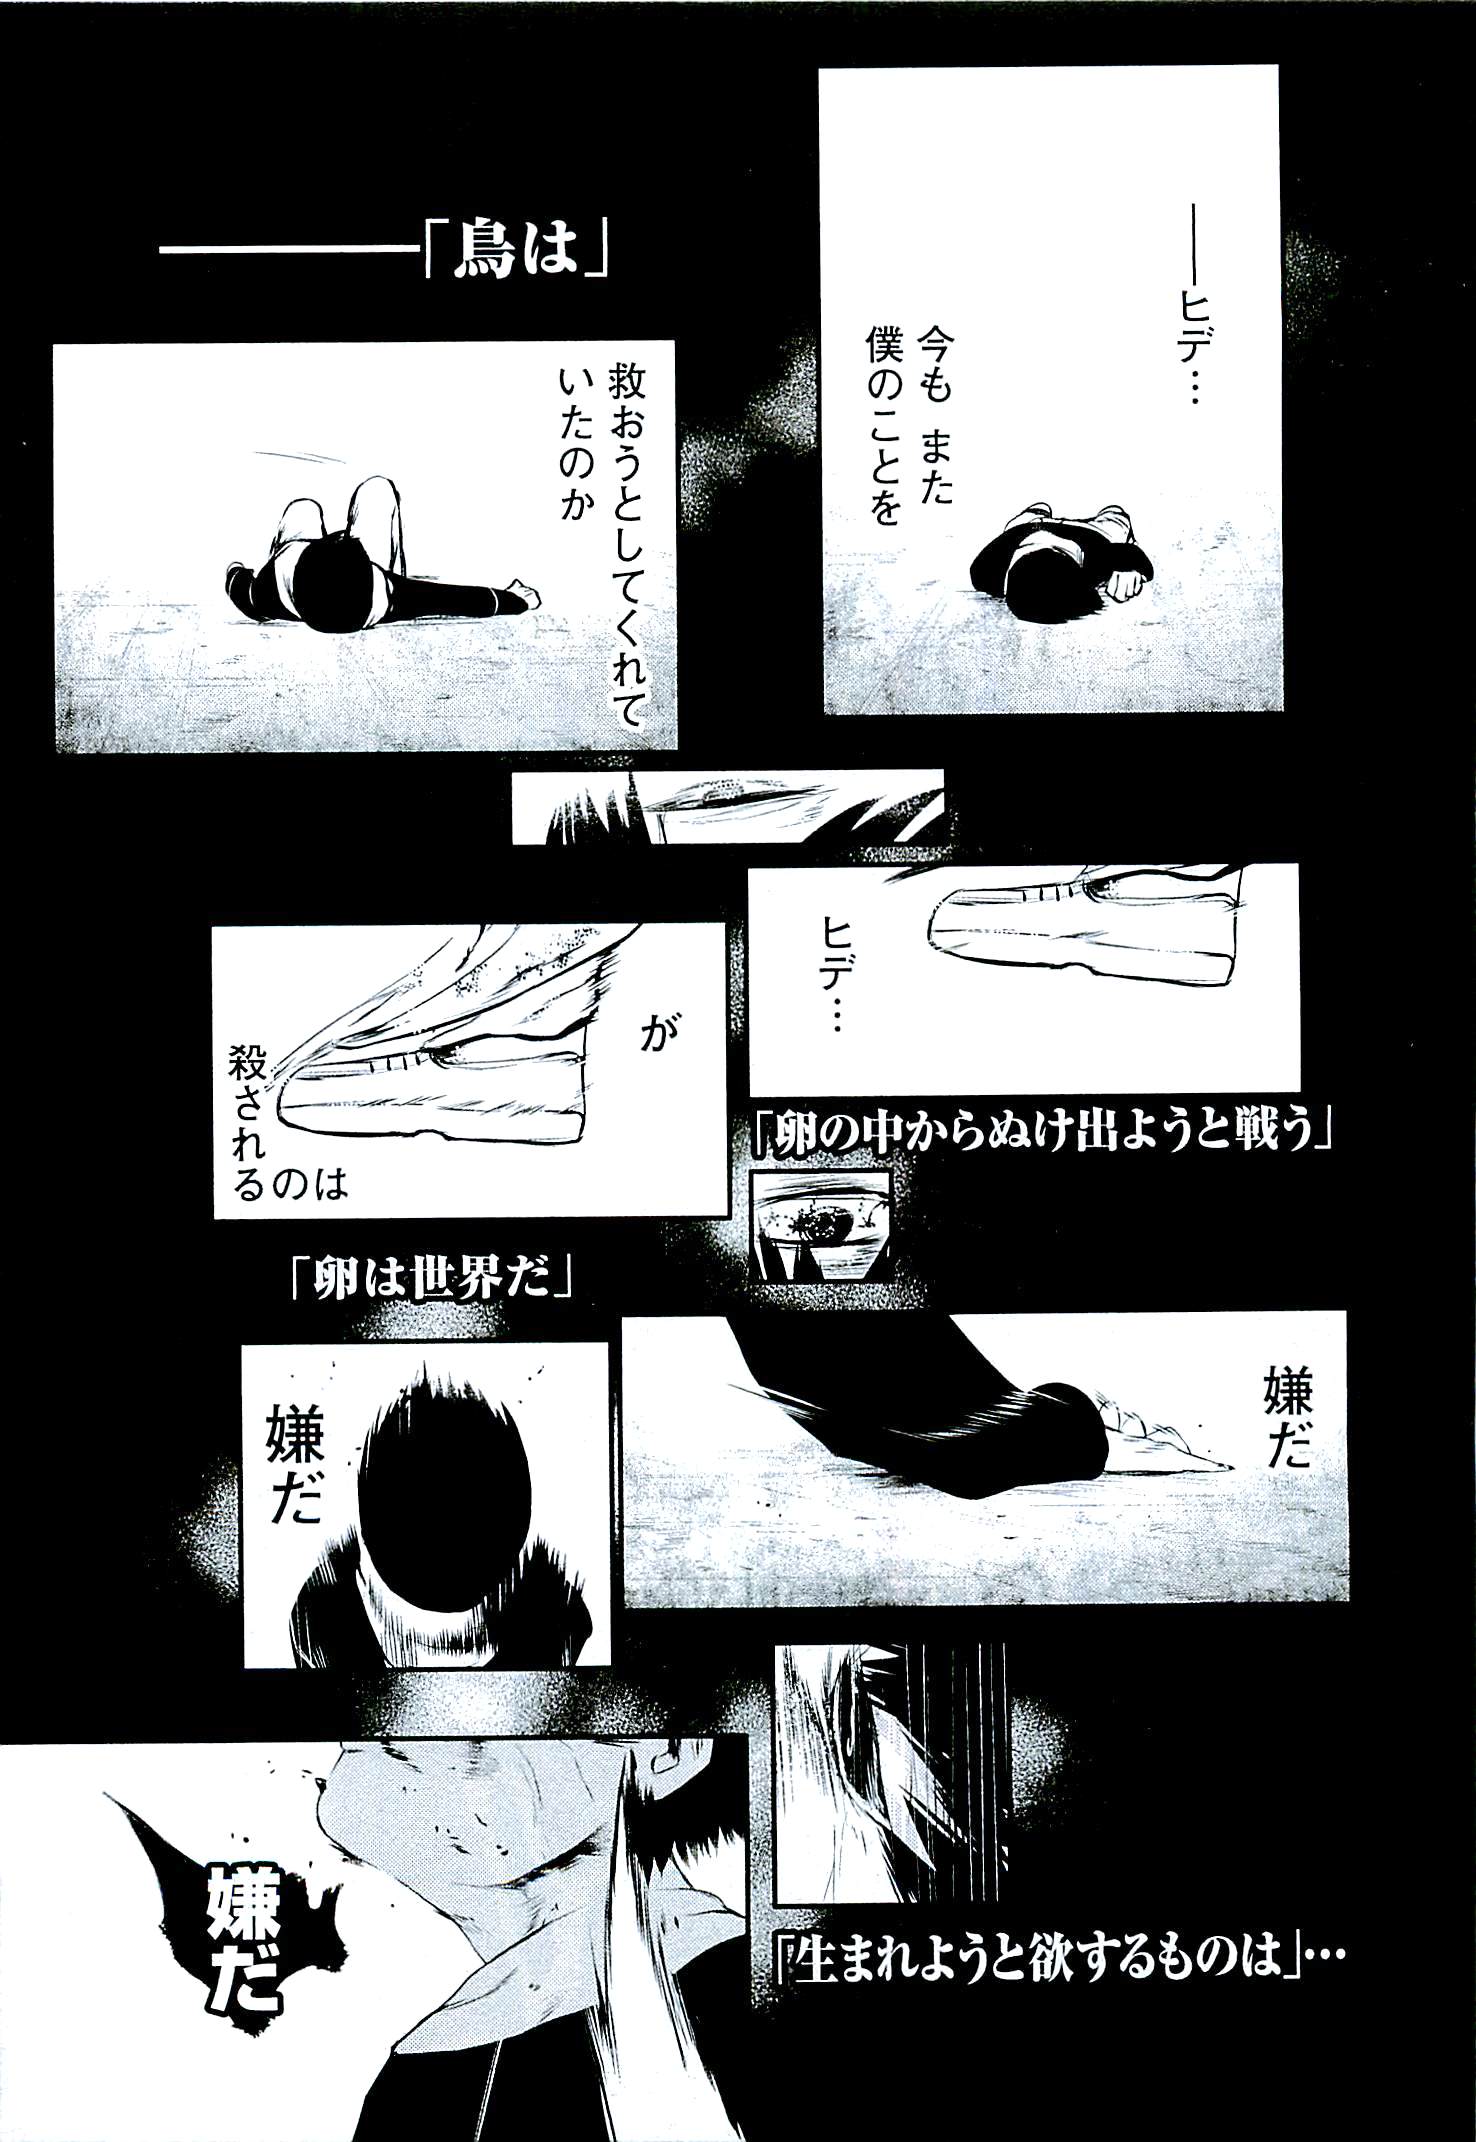 ――ヒデ…
今も また
僕のことを
――――「鳥は」
救おうとしてくれて
いたのか
ヒデ…
が
殺される
のは
「卵の中からぬけ出ようと戦う」
「卵は世界だ」
嫌だ
嫌だ
「生まれようと欲するものは」…
嫌だ